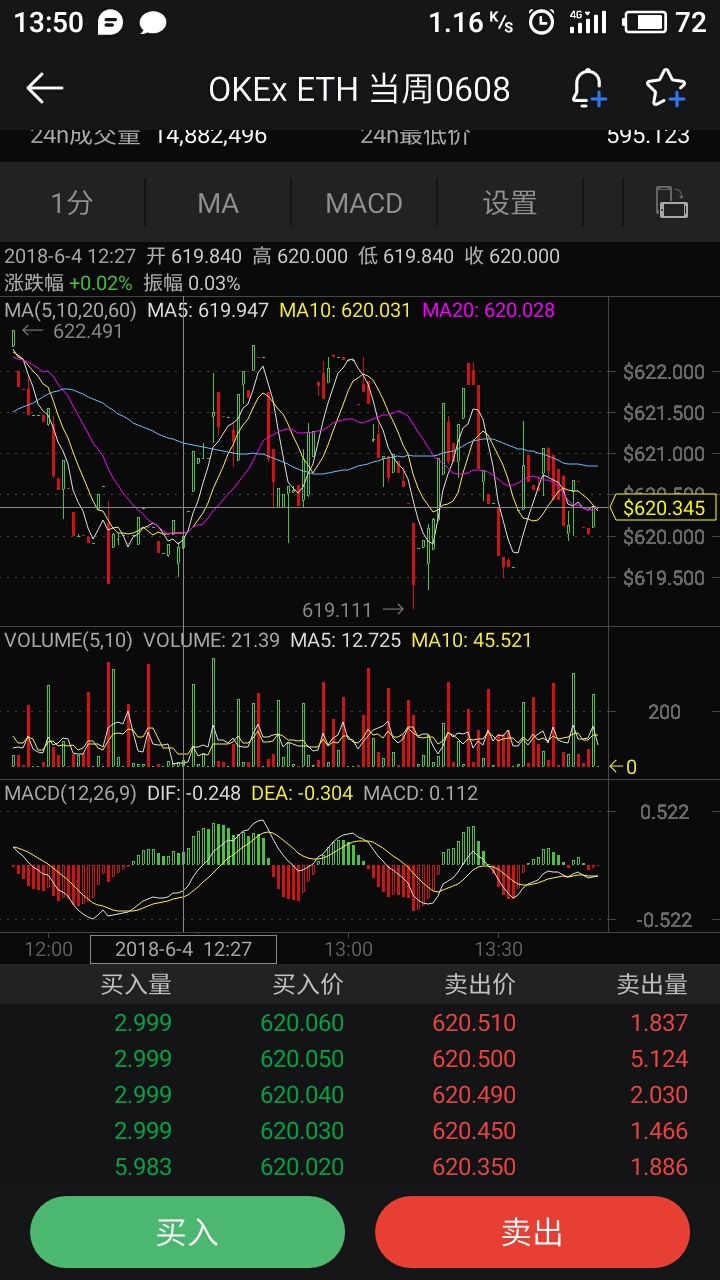 13:50 1.16 K/s 4G 72
OKEx ETH 当周0608
24h成交量 14,882,496 24h最低价 595.123
1分 MA MACD 设置
2018-6-4 12:27 开 619.840 高 620.000 低 619.840 收 620.000
涨跌幅 +0.02% 振幅 0.03%
MA(5,10,20,60) MA5: 619.947 MA10: 620.031 MA20: 620.028
622.491
$622.000
$621.500
$621.000
$620.345
$620.000
$619.500
619.111
VOLUME(5,10) VOLUME: 21.39 MA5: 12.725 MA10: 45.521
200
0
MACD(12,26,9) DIF: -0.248 DEA: -0.304 MACD: 0.112
0.522
-0.522
12:00 2018-6-4 12:27 13:00 13:30
买入量 买入价 卖出价 卖出量
2.999 620.060 620.510 1.837
2.999 620.050 620.500 5.124
2.999 620.040 620.490 2.030
2.999 620.030 620.450 1.466
5.983 620.020 620.350 1.886
买入 卖出